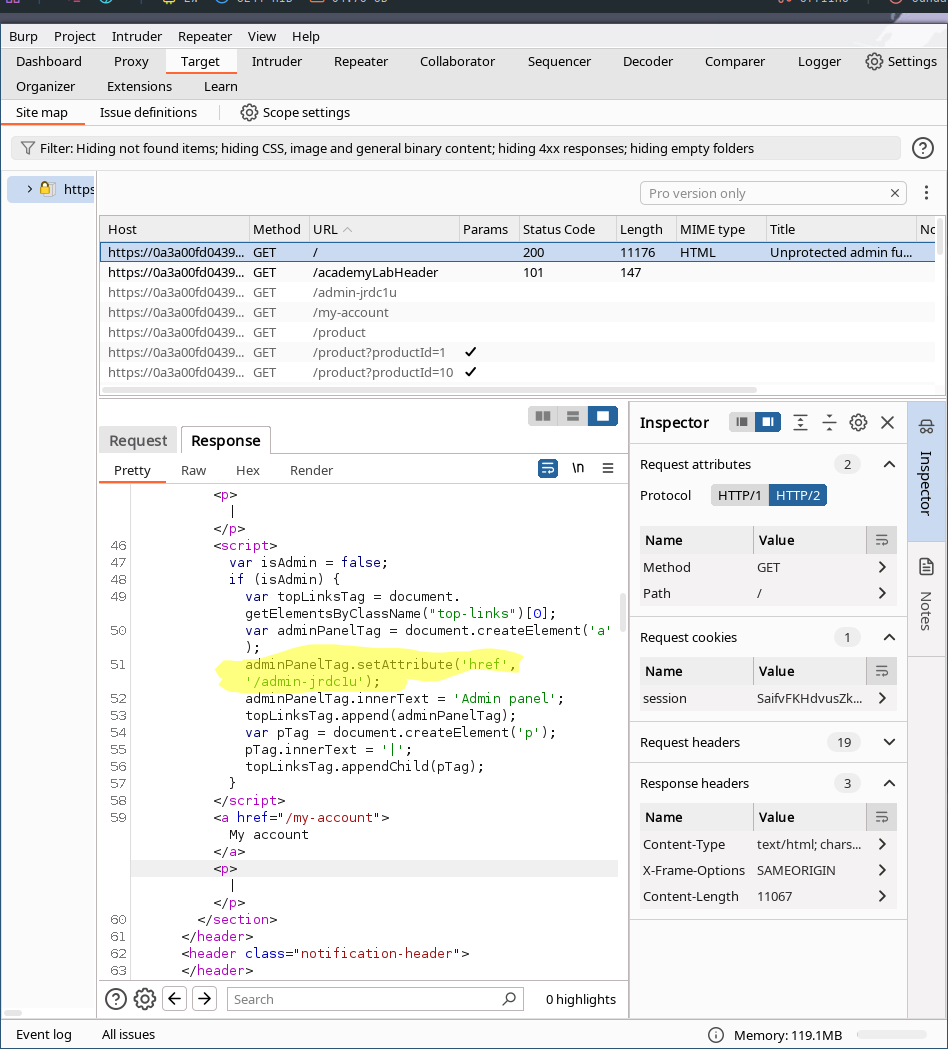 Burp Project Intruder Repeater View Help
Dashboard Proxy Target Intruder Repeater Collaborator Sequencer Decoder Comparer Logger Settings
Organizer Extensions Learn
Site map Issue definitions Scope settings
Filter: Hiding not found items; hiding CSS, image and general binary content; hiding 4xx responses; hiding empty folders
https
Pro version only
Host Method URL Params Status Code Length MIME type Title No
https://0a3a00fd0439... GET / 200 11176 HTML Unprotected admin fu...
https://0a3a00fd0439... GET /academyLabHeader 101 147
https://0a3a00fd0439... GET /admin-jrdc1u
https://0a3a00fd0439... GET /my-account
https://0a3a00fd0439... GET /product
https://0a3a00fd0439... GET /product?productId=1 ✓
https://0a3a00fd0439... GET /product?productId=10 ✓
Request Response
Pretty Raw Hex Render \n
<p>
|
</p>
46 <script>
47 var isAdmin = false;
48 if (isAdmin) {
49 var topLinksTag = document.
getElementsByClassName("top-links")[0];
50 var adminPanelTag = document.createElement('a'
);
51 adminPanelTag.setAttribute('href',
'/admin-jrdc1u');
52 adminPanelTag.innerText = 'Admin panel';
53 topLinksTag.append(adminPanelTag);
54 var pTag = document.createElement('p');
55 pTag.innerText = '|';
56 topLinksTag.appendChild(pTag);
57 }
58 </script>
59 <a href="/my-account">
My account
</a>
<p>
|
</p>
60 </section>
61 </header>
62 <header class="notification-header">
63 </header>
Search
0 highlights
Inspector
Request attributes 2
Protocol HTTP/1 HTTP/2
Name Value
Method GET
Path /
Request cookies 1
Name Value
session SaifvFKHdvusZk...
Request headers 19
Response headers 3
Name Value
Content-Type text/html; chars...
X-Frame-Options SAMEORIGIN
Content-Length 11067
Inspector
Notes
Event log All issues Memory: 119.1MB